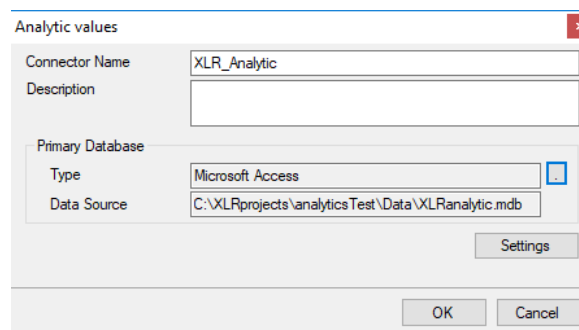 Analytic values
Connector Name XLR_Analytic
Description
Primary Database
Type Microsoft Access .
Data Source C:\XLRprojects\analyticsTest\Data\XLRanalytic.mdb
Settings
OK Cancel